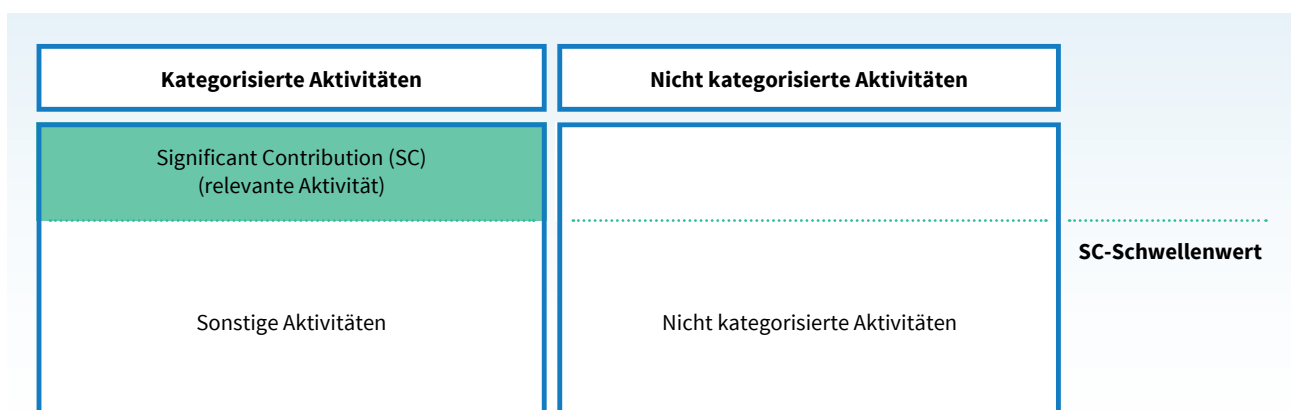 Kategorisierte Aktivitäten
Nicht kategorisierte Aktivitäten
Significant Contribution (SC)
(relevante Aktivität)
SC-Schwellenwert
Sonstige Aktivitäten
Nicht kategorisierte Aktivitäten